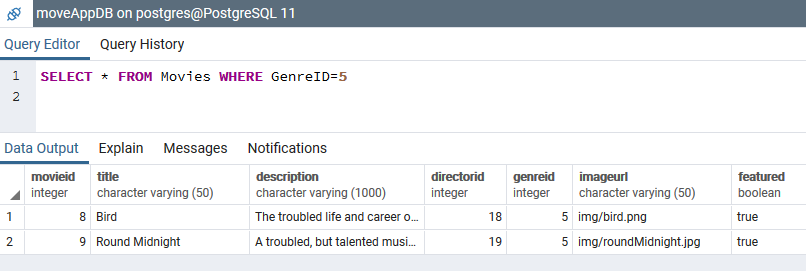 moveAppDB on postgres@PostgreSQL 11
Query Editor Query History
1 SELECT * FROM Movies WHERE GenreID=5
2
Data Output Explain Messages Notifications
movieid title description directorid genreid imageurl featured
integer character varying (50) character varying (1000) integer integer character varying (50) boolean
1 8 Bird The troubled life and career o... 18 5 img/bird.png true
2 9 Round Midnight A troubled, but talented musi... 19 5 img/roundMidnight.jpg true